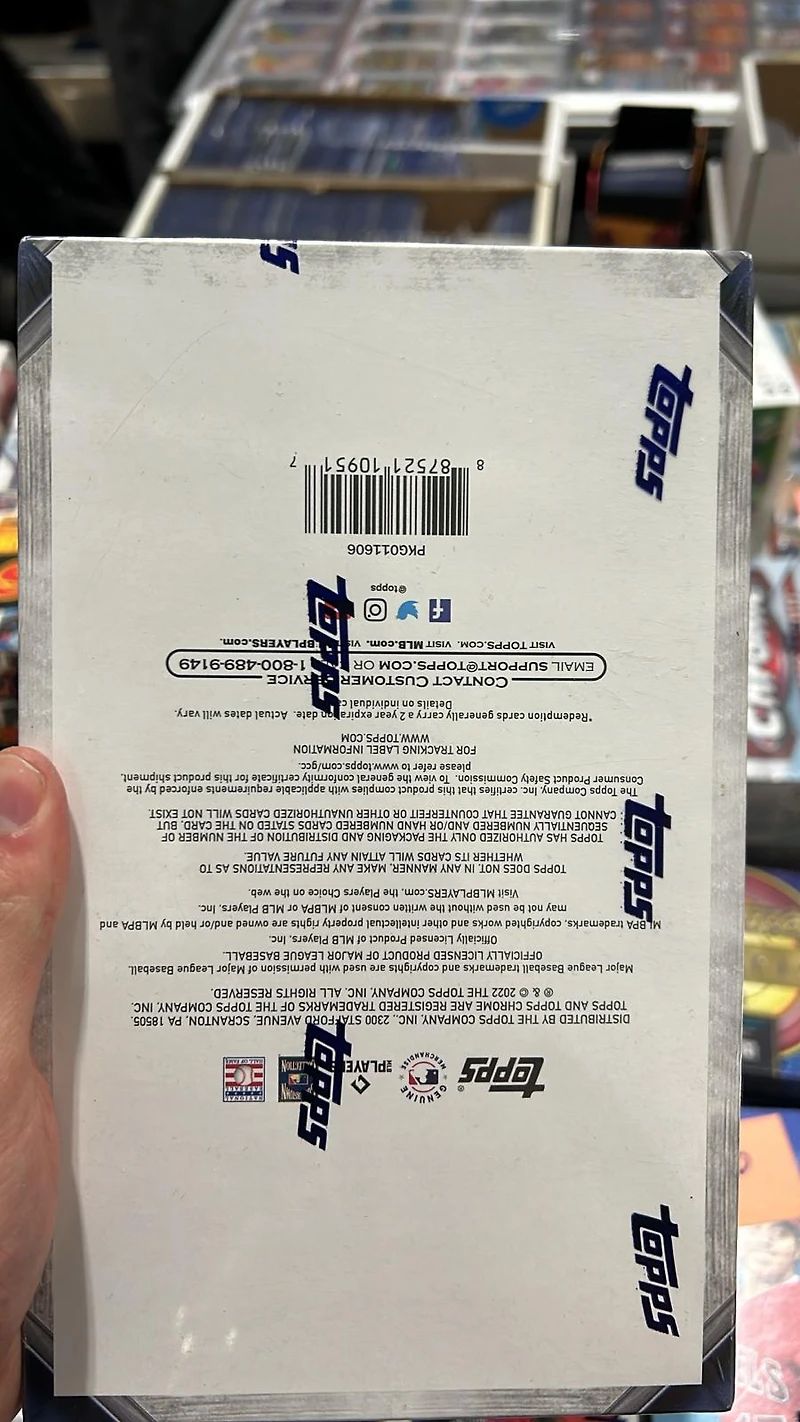 topps
GENUINE MERCHANDISE
MLB PLAYERS
COLLECTION
NATIONAL BASEBALL HALL OF FAME
DISTRIBUTED BY THE TOPPS COMPANY, INC., 2300 STAFFORD AVENUE, SCRANTON, PA 18505.
TOPPS AND TOPPS CHROME ARE REGISTERED TRADEMARKS OF THE TOPPS COMPANY, INC.
® & © 2022 THE TOPPS COMPANY, INC. ALL RIGHTS RESERVED.
Major League Baseball trademarks and copyrights are used with permission of Major League Baseball.
OFFICIALLY LICENSED PRODUCT OF MAJOR LEAGUE BASEBALL.
Officially Licensed Product of MLB Players, Inc.
MLBPA trademarks, copyrighted works and other intellectual property rights are owned and/or held by MLBPA and
may not be used without the written consent of MLBPA or MLB Players, Inc.
Visit MLBPLAYERS.com, the Players Choice on the web.
TOPPS DOES NOT, IN ANY MANNER, MAKE ANY REPRESENTATIONS AS TO
WHETHER ITS CARDS WILL ATTAIN ANY FUTURE VALUE.
TOPPS HAS AUTHORIZED ONLY THE PACKAGING AND DISTRIBUTION OF THE NUMBER OF
SEQUENTIALLY NUMBERED AND/OR HAND NUMBERED CARDS STATED ON THE CARD, BUT
CANNOT GUARANTEE THAT COUNTERFEIT OR OTHER UNAUTHORIZED CARDS WILL NOT EXIST.
The Topps Company, Inc. certifies that this product complies with applicable requirements enforced by the
Consumer Product Safety Commission. To view the general conformity certificate for this product shipment,
please refer to www.topps.com/gcc.
FOR TRACKING LABEL INFORMATION
WWW.TOPPS.COM
*Redemption cards generally carry a 2 year expiration date. Actual dates will vary.
Details on individual
CONTACT CUSTOMER SERVICE
EMAIL SUPPORT@TOPPS.COM OR 1-800-489-9149
VISIT TOPPS.COM. VISIT MLB.COM. VISIT MLBPLAYERS.COM.
@topps
PKG011606
8 87521 10951 7
topps
topps
topps
topps
topps
CHROME